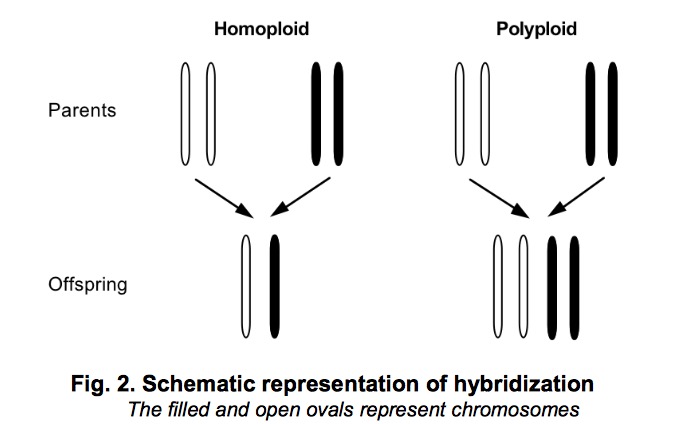 Homoploid Polyploid
Parents
Offspring
Fig. 2. Schematic representation of hybridization
The filled and open ovals represent chromosomes